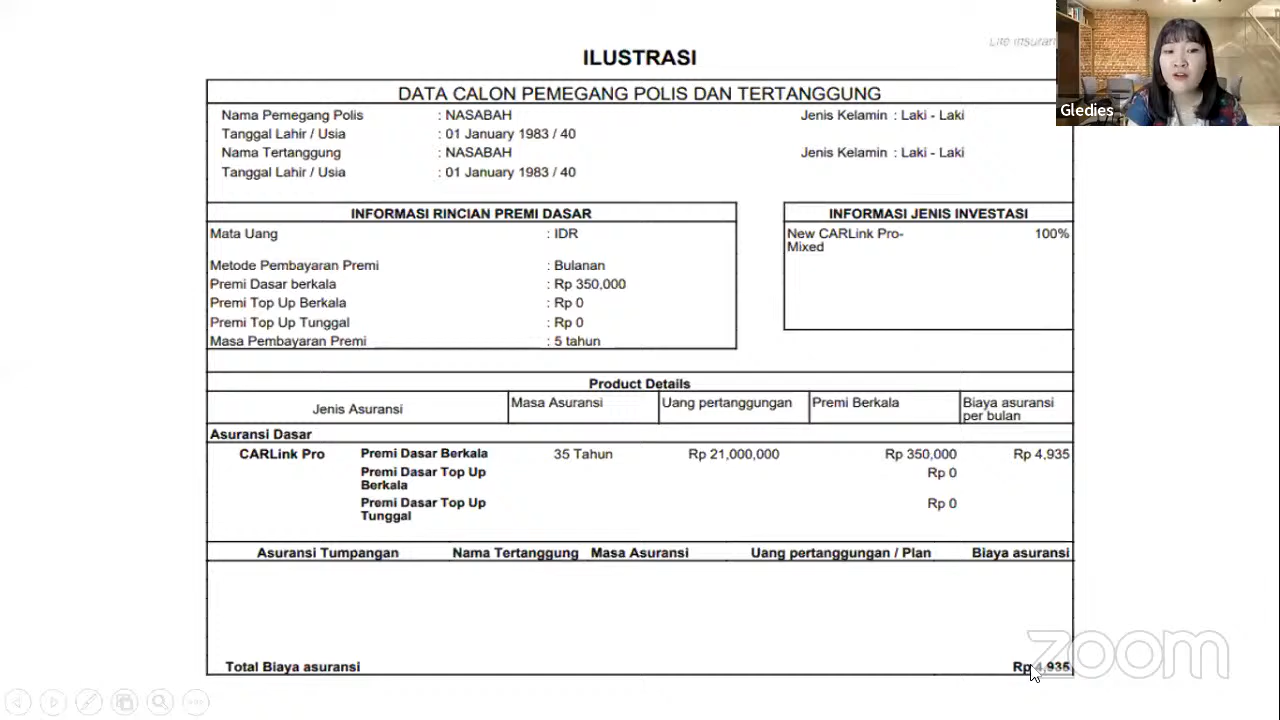 Life Insuran
ILUSTRASI
Gledies
DATA CALON PEMEGANG POLIS DAN TERTANGGUNG
Nama Pemegang Polis : NASABAH Jenis Kelamin : Laki - Laki
Tanggal Lahir / Usia : 01 January 1983 / 40
Nama Tertanggung : NASABAH Jenis Kelamin : Laki - Laki
Tanggal Lahir / Usia : 01 January 1983 / 40
INFORMASI RINCIAN PREMI DASAR
Mata Uang : IDR
Metode Pembayaran Premi : Bulanan
Premi Dasar berkala : Rp 350,000
Premi Top Up Berkala : Rp 0
Premi Top Up Tunggal : Rp 0
Masa Pembayaran Premi : 5 tahun
INFORMASI JENIS INVESTASI
New CARLink Pro- 100%
Mixed
Product Details
Jenis Asuransi Masa Asuransi Uang pertanggungan Premi Berkala Biaya asuransi
per bulan
Asuransi Dasar
CARLink Pro Premi Dasar Berkala 35 Tahun Rp 21,000,000 Rp 350,000 Rp 4,935
Premi Dasar Top Up Rp 0
Berkala
Premi Dasar Top Up Rp 0
Tunggal
Asuransi Tumpangan Nama Tertanggung Masa Asuransi Uang pertanggungan / Plan Biaya asuransi
Total Biaya asuransi Rp 4,935
zoom